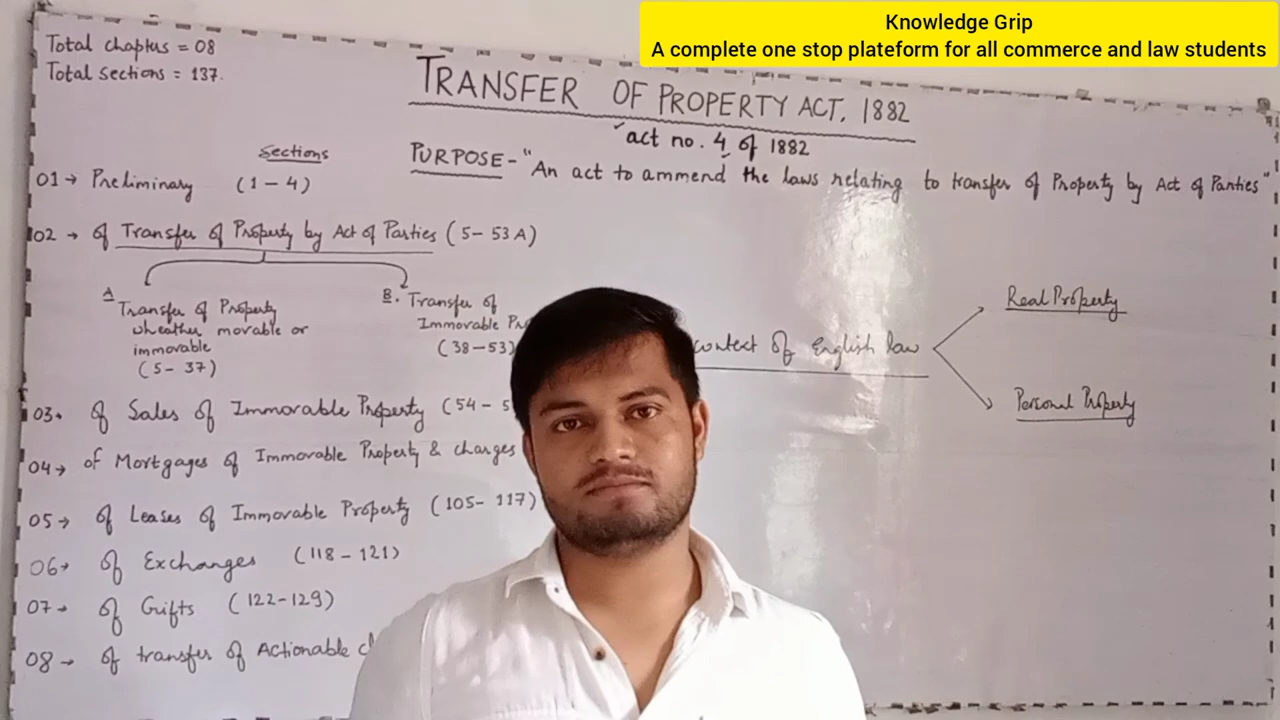 Knowledge Grip
A complete one stop plateform for all commerce and law students
Total chapters = 08
Total sections = 137.
TRANSFER OF PROPERTY ACT, 1882
act no. 4 of 1882
PURPOSE - "An act to ammend the laws relating to transfer of Property by Act of Parties"
Sections
01 → Preliminary (1 - 4)
02 → of Transfer of Property by Act of Parties (5 - 53A)
A Transfer of Property
wheather movable or
immovable
(5 - 37)
B. Transfer of
Immovable
(38 - 53)
context of English law
Real Property
Personal Property
03 → of Sales of Immovable Property (54 -
04 → of Mortgages of Immovable Property & charges
05 → of Leases of Immovable Property (105 - 117)
06 → of Exchanges (118 - 121)
07 → of Gifts (122 - 129)
08 → of transfer of Actionable